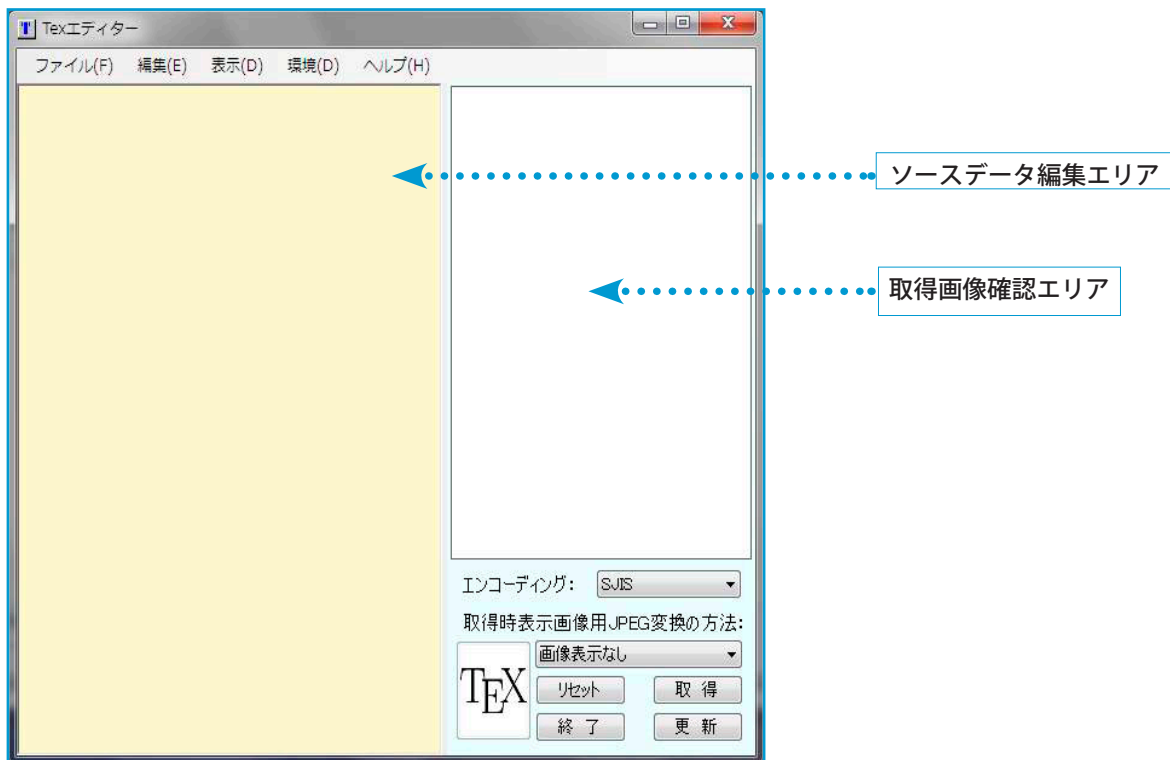 Texエディター
ファイル(F) 編集(E) 表示(D) 環境(D) ヘルプ(H)
ソースデータ編集エリア
取得画像確認エリア
エンコーディング: SJIS
取得時表示画像用JPEG変換の方法:
画像表示なし
TEX
リセット 取 得
終 了 更 新